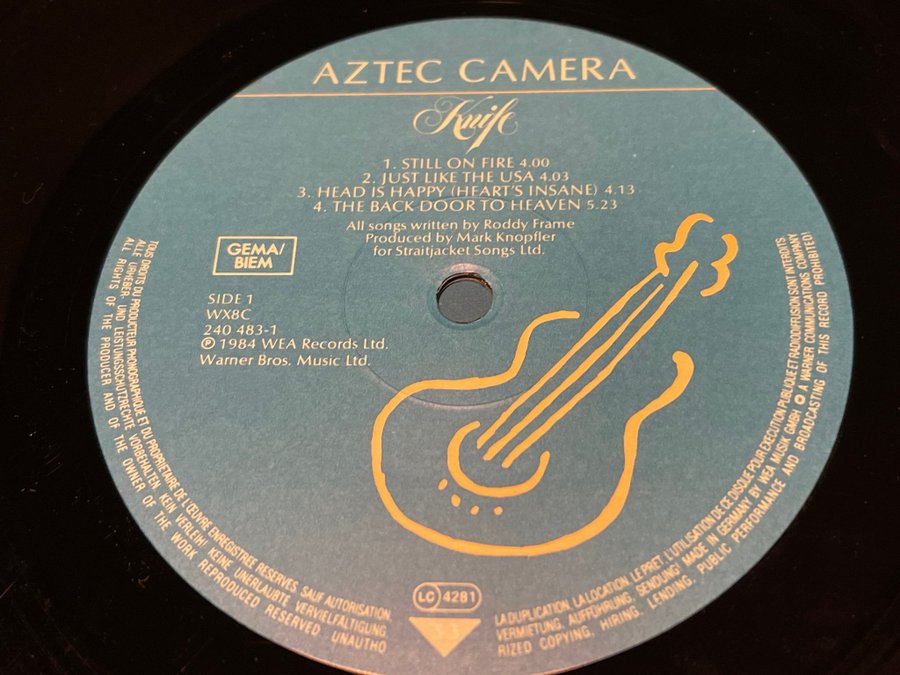 AZTEC CAMERA
Knife
1. STILL ON FIRE 4.00
2. JUST LIKE THE USA 4.03
3. HEAD IS HAPPY (HEART'S INSANE) 4.13
4. THE BACK DOOR TO HEAVEN 5.23
All songs written by Roddy Frame
Produced by Mark Knopfler
for Straitjacket Songs Ltd.
GEMA/
BIEM
SIDE 1
WX8C
240 483-1
℗ 1984 WEA Records Ltd.
Warner Bros. Music Ltd.
LC 4281
33
TOUS DROITS DU PRODUCTEUR PHONOGRAPHIQUE ET DU PROPRIETAIRE DE L'ŒUVRE ENREGISTREE RESERVES. SAUF AUTORISATION,
LA DUPLICATION, LA LOCATION, LE PRET, L'UTILISATION DE CE DISQUE POUR EXECUTION PUBLIQUE ET RADIODIFFUSION SONT INTERDITS
ALLE URHEBER- UND LEISTUNGSSCHUTZRECHTE VORBEHALTEN. KEIN VERLEIH! KEINE UNERLAUBTE VERVIELFÄLTIGUNG,
VERMIETUNG, AUFFÜHRUNG, SENDUNG! MADE IN GERMANY BY WEA MUSIK GMBH A WARNER COMMUNICATIONS COMPANY
ALL RIGHTS OF THE PRODUCER AND OF THE OWNER OF THE WORK REPRODUCED RESERVED UNAUTHO
RIZED COPYING, HIRING, LENDING, PUBLIC PERFORMANCE AND BROADCASTING OF THIS RECORD PROHIBITED!